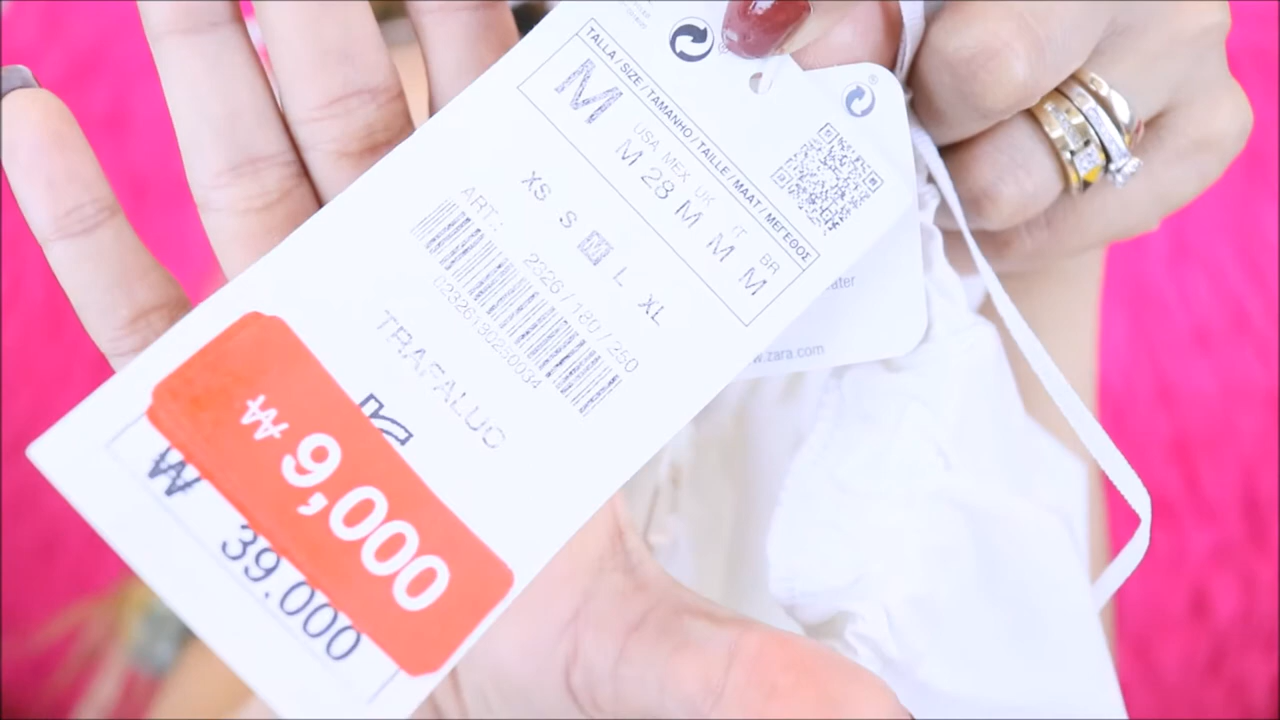 TALLA / SIZE / TAMANHO / TAILLE / MAAT / ΜΕΓΕΘΟΣ
M
USA MEX UK IT BR
M 28 M M M
XS S M L XL
ART: 2326/180/250
TRAFALUC
₩ 9,000
₩ 39.000
www.zara.com